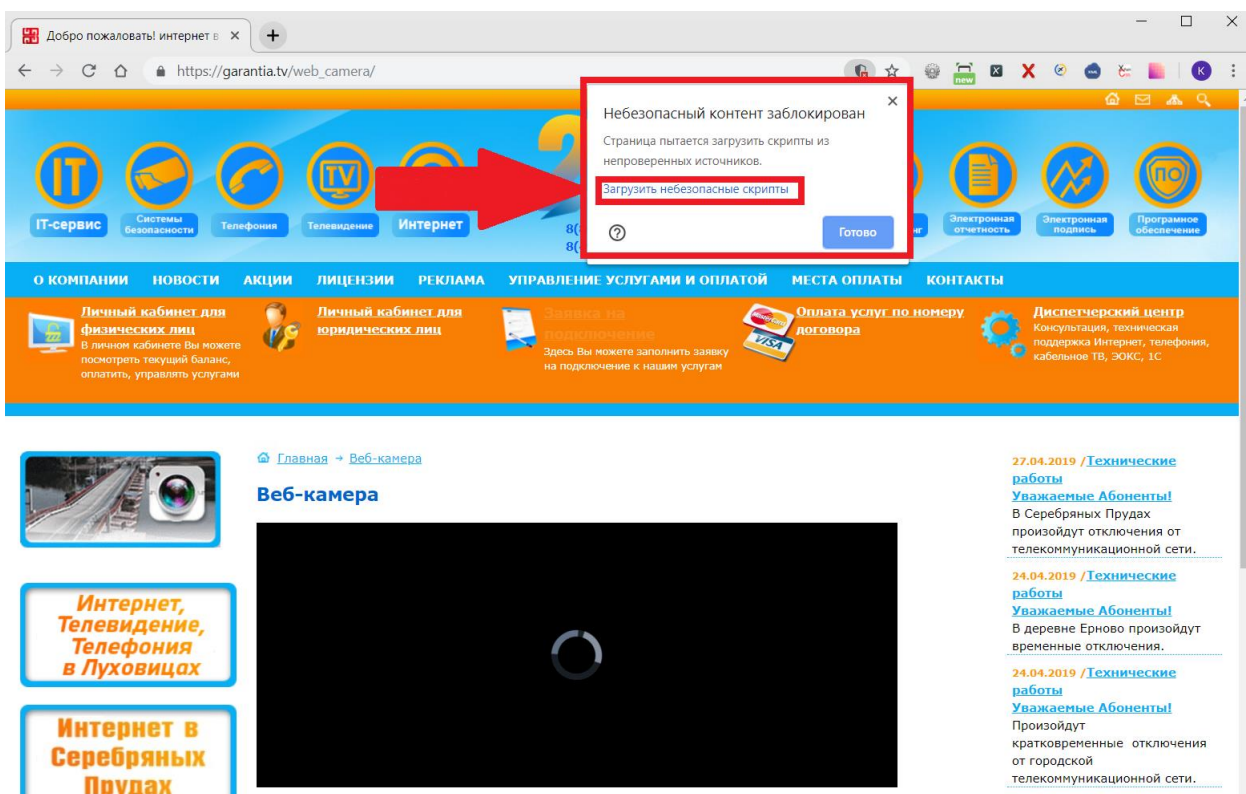 Добро пожаловать! интернет в
https://garantia.tv/web_camera/
new
K
Небезопасный контент заблокирован
Страница пытается загрузить скрипты из
непроверенных источников.
Загрузить небезопасные скрипты
Готово
IT
TV
ПО
IT-сервис
Системы
безопасности
Телефония
Телевидение
Интернет
8(
8(
Электронная
отчетность
Электронная
подпись
Програмное
обеспечение
О КОМПАНИИ НОВОСТИ АКЦИИ ЛИЦЕНЗИИ РЕКЛАМА УПРАВЛЕНИЕ УСЛУГАМИ И ОПЛАТОЙ МЕСТА ОПЛАТЫ КОНТАКТЫ
Личный кабинет для
физических лиц
В личном кабинете Вы можете
посмотреть текущий баланс,
оплатить, управлять услугами
Личный кабинет для
юридических лиц
Заявка на
подключение
Здесь Вы можете заполнить заявку
на подключение к нашим услугам
MasterCard
VISA
Оплата услуг по номеру
договора
Диспетчерский центр
Консультация, техническая
поддержка Интернет, телефония,
кабельное ТВ, ЭОКС, 1С
Главная → Веб-камера
Веб-камера
Интернет,
Телевидение,
Телефония
в Луховицах
Интернет в
Серебряных
Прудах
27.04.2019 /Технические
работы
Уважаемые Абоненты!
В Серебряных Прудах
произойдут отключения от
телекоммуникационной сети.
24.04.2019 /Технические
работы
Уважаемые Абоненты!
В деревне Ерново произойдут
временные отключения.
24.04.2019 /Технические
работы
Уважаемые Абоненты!
Произойдут
кратковременные отключения
от городской
телекоммуникационной сети.